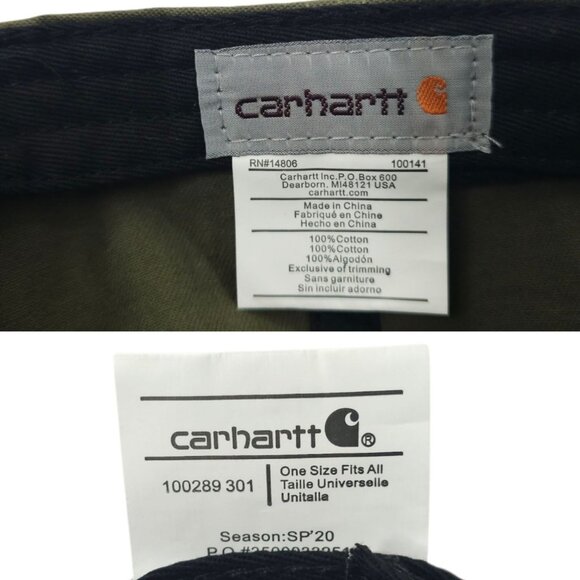 carhartt
RN#14806 100141
Carhartt Inc.P.O.Box 600
Dearborn, MI48121 USA
carhartt.com
Made in China
Fabriqué en Chine
Hecho en China
100%Cotton
100%Cotton
100%Algodón
Exclusive of trimming
Sans garniture
Sin incluir adorno
carhartt ®
100289 301
One Size Fits All
Taille Universelle
Unitalla
Season:SP'20